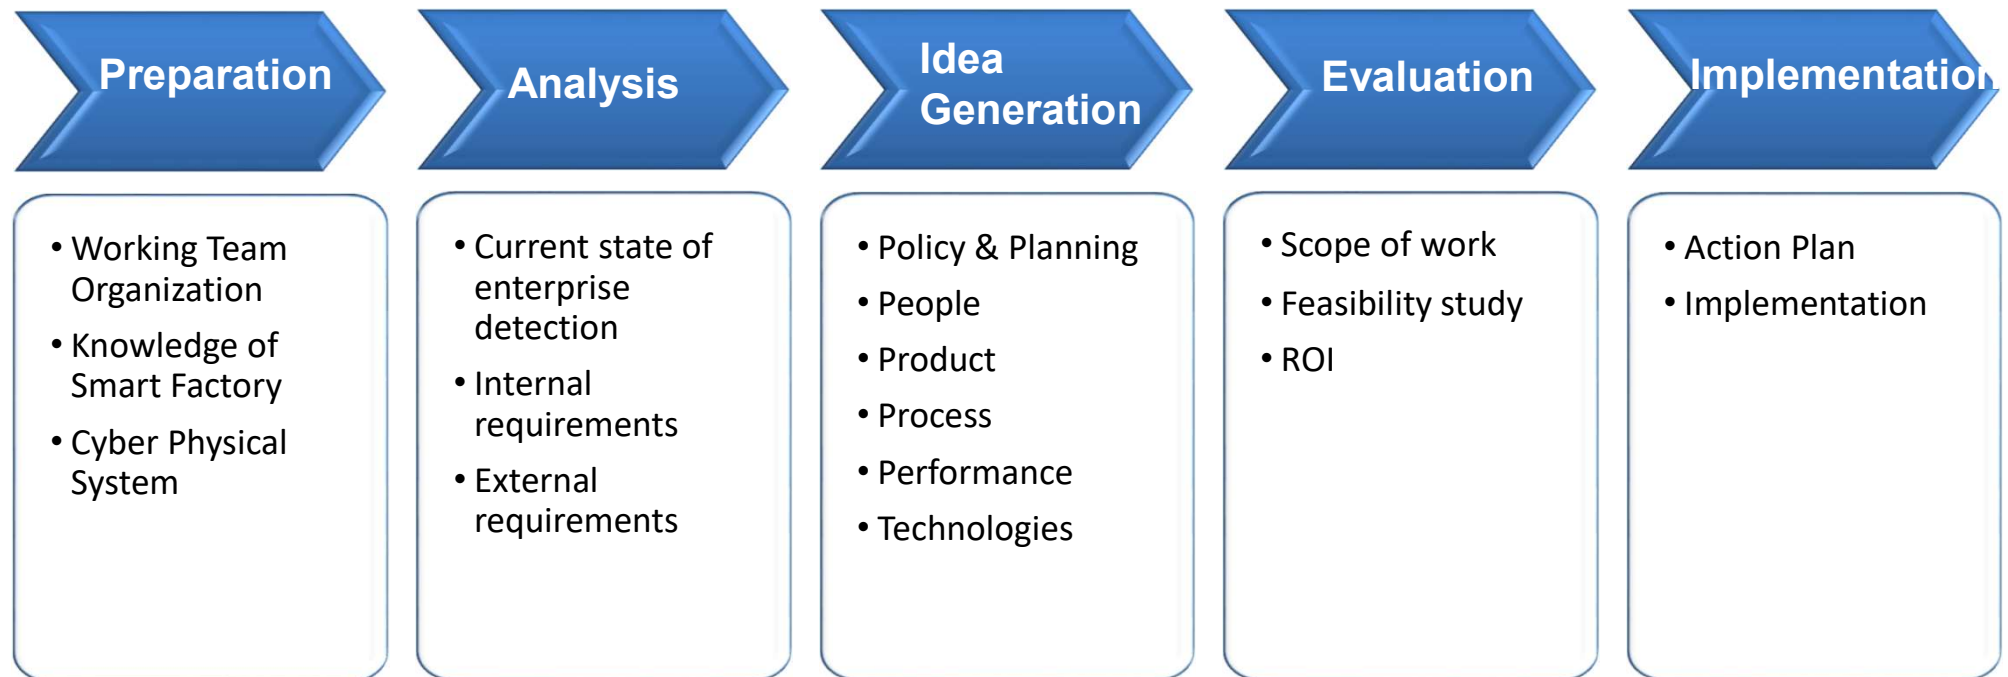 Preparation
• Working Team
Organization
• Knowledge of
Smart Factory
• Cyber Physical
System
Analysis
• Current state of
enterprise
detection
• Internal
requirements
• External
requirements
Idea
Generation
• Policy & Planning
• People
• Product
• Process
• Performance
• Technologies
Evaluation
• Scope of work
• Feasibility study
• ROI
Implementation
• Action Plan
• Implementation